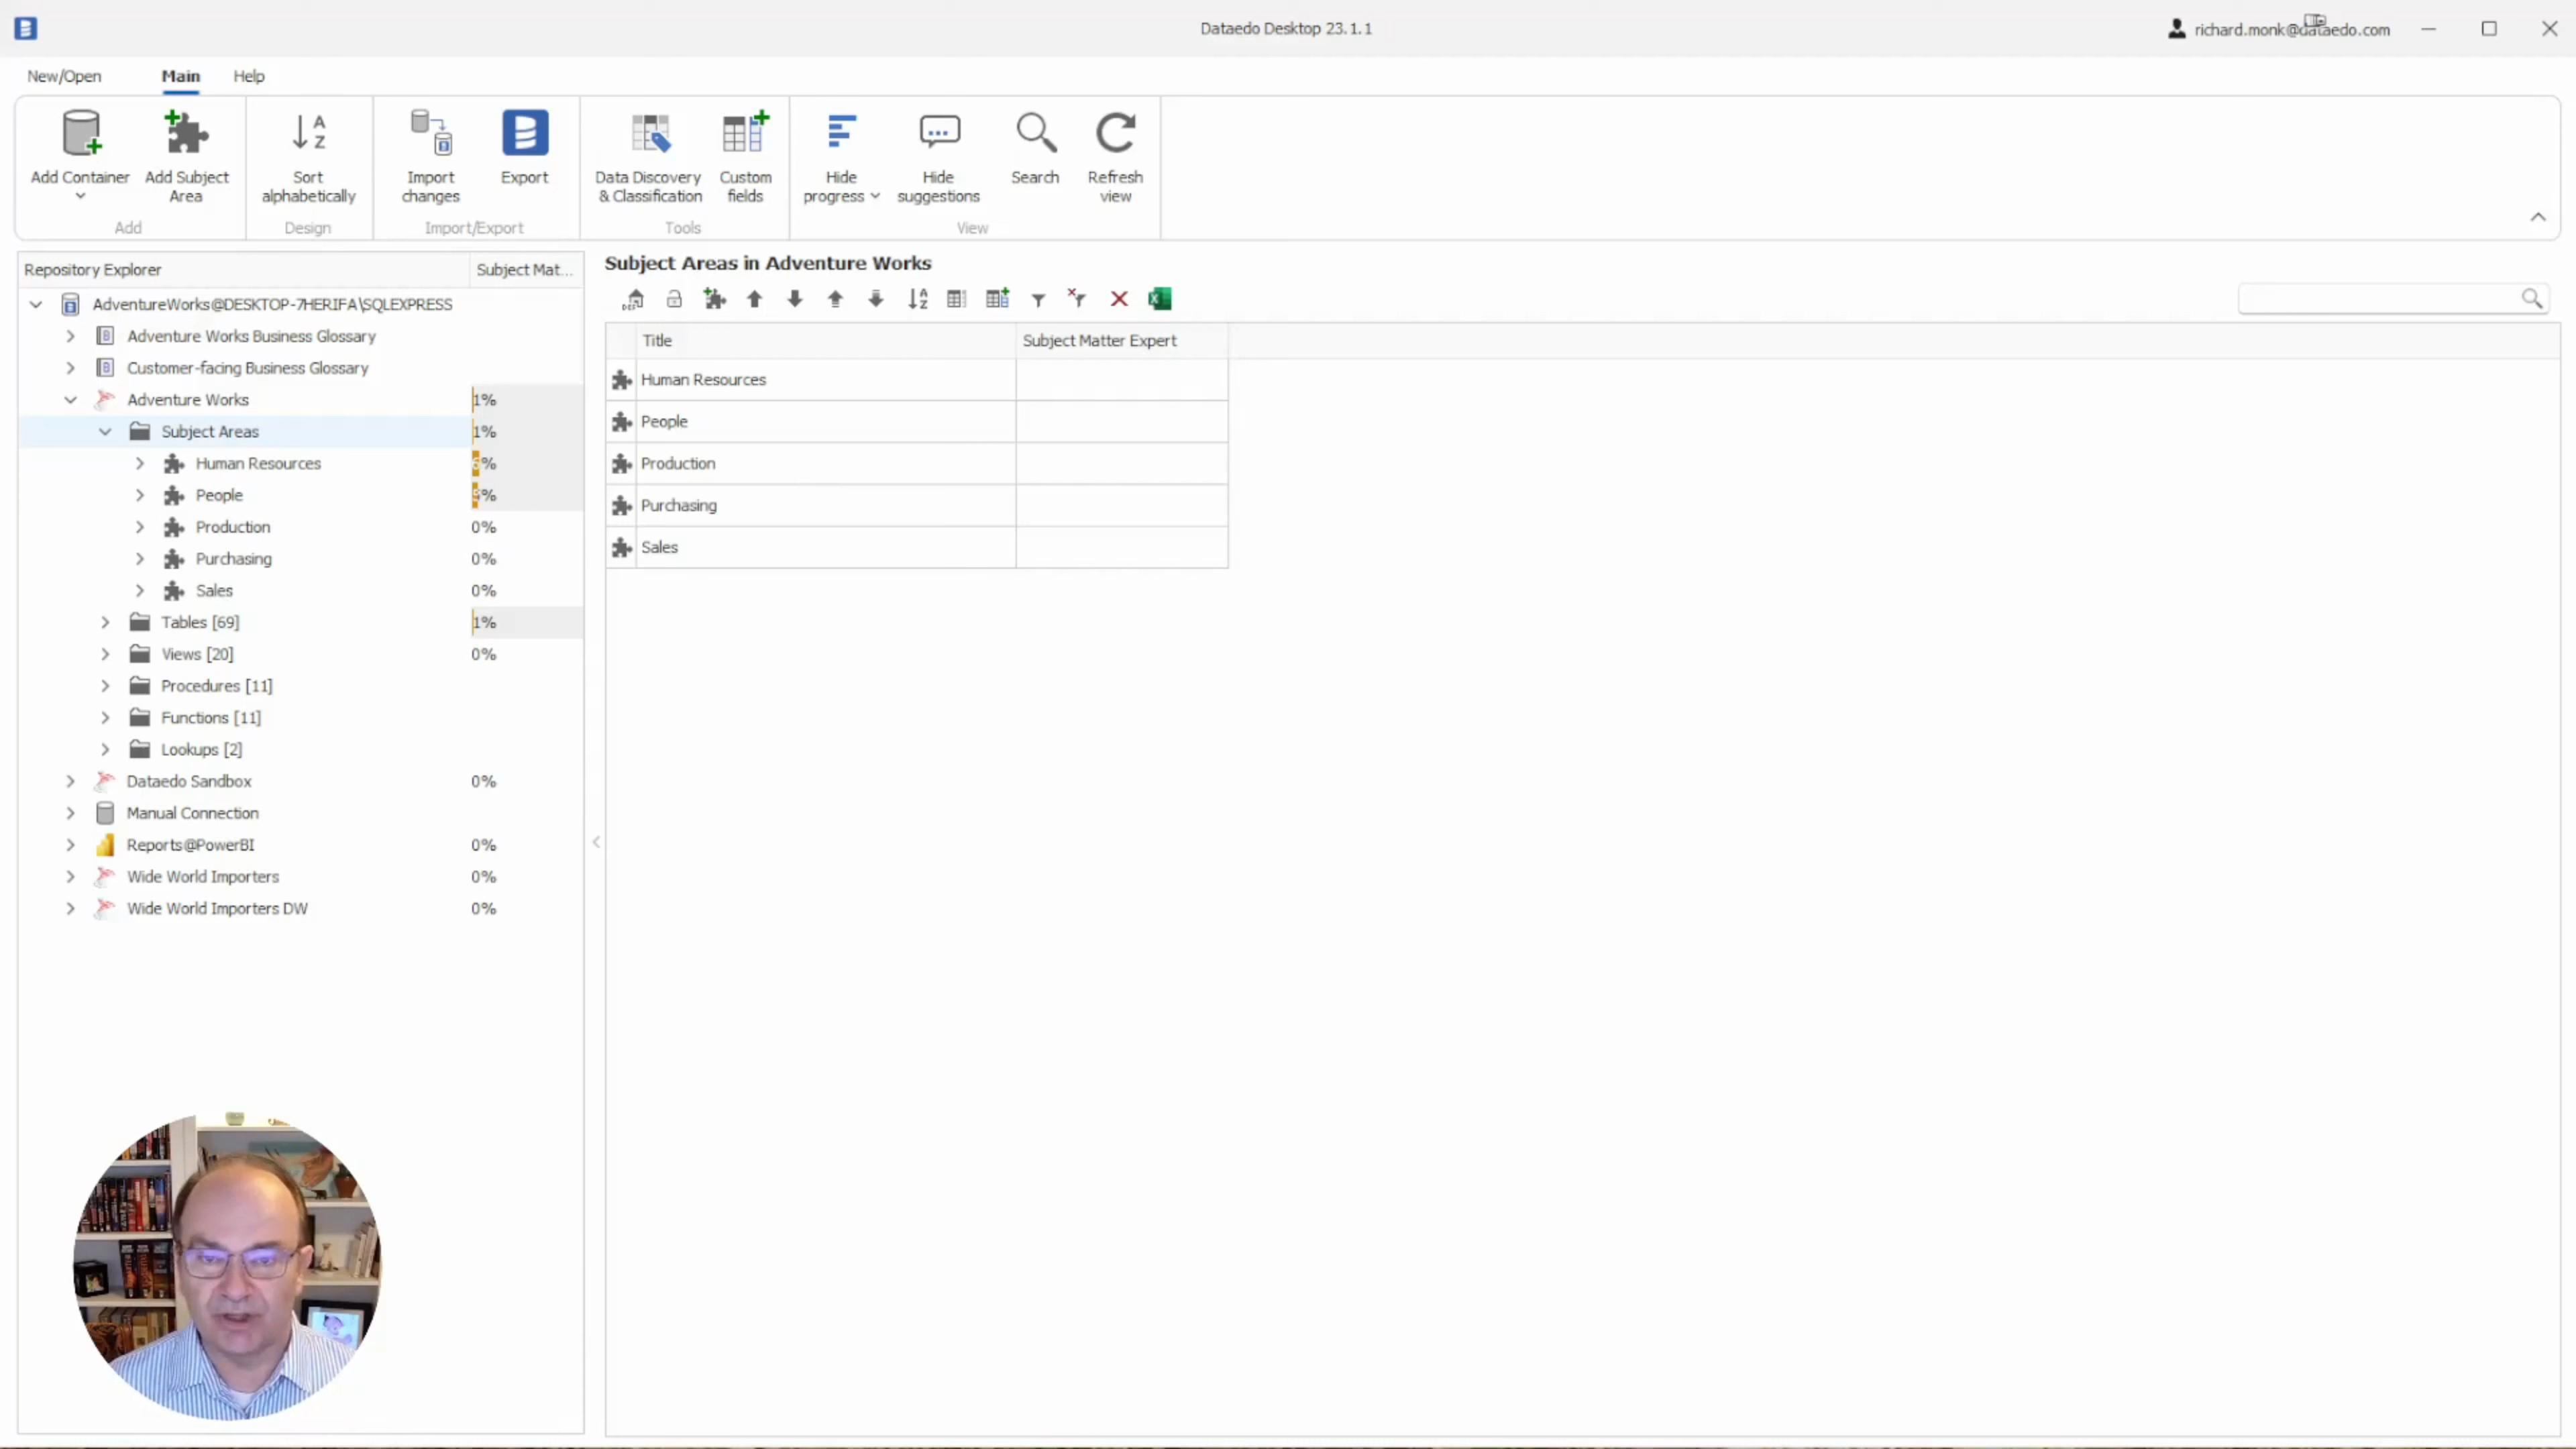 Dataedo Desktop 23.1.1
richard.monk@dataedo.com
New/Open
Main
Help
Add Container
Add Subject
Area
Add
Sort
alphabetically
Design
Import
changes
Export
Import/Export
Data Discovery
& Classification
Custom
fields
Tools
Hide
progress
Hide
suggestions
Search
Refresh
view
View
Repository Explorer
Subject Mat...
AdventureWorks@DESKTOP-7HERIFA\SQLEXPRESS
Adventure Works Business Glossary
Customer-facing Business Glossary
Adventure Works 1%
Subject Areas 1%
Human Resources %
People %
Production 0%
Purchasing 0%
Sales 0%
Tables [69] 1%
Views [20] 0%
Procedures [11]
Functions [11]
Lookups [2]
Dataedo Sandbox 0%
Manual Connection
Reports@PowerBI 0%
Wide World Importers 0%
Wide World Importers DW 0%
Subject Areas in Adventure Works
Title
Subject Matter Expert
Human Resources
People
Production
Purchasing
Sales